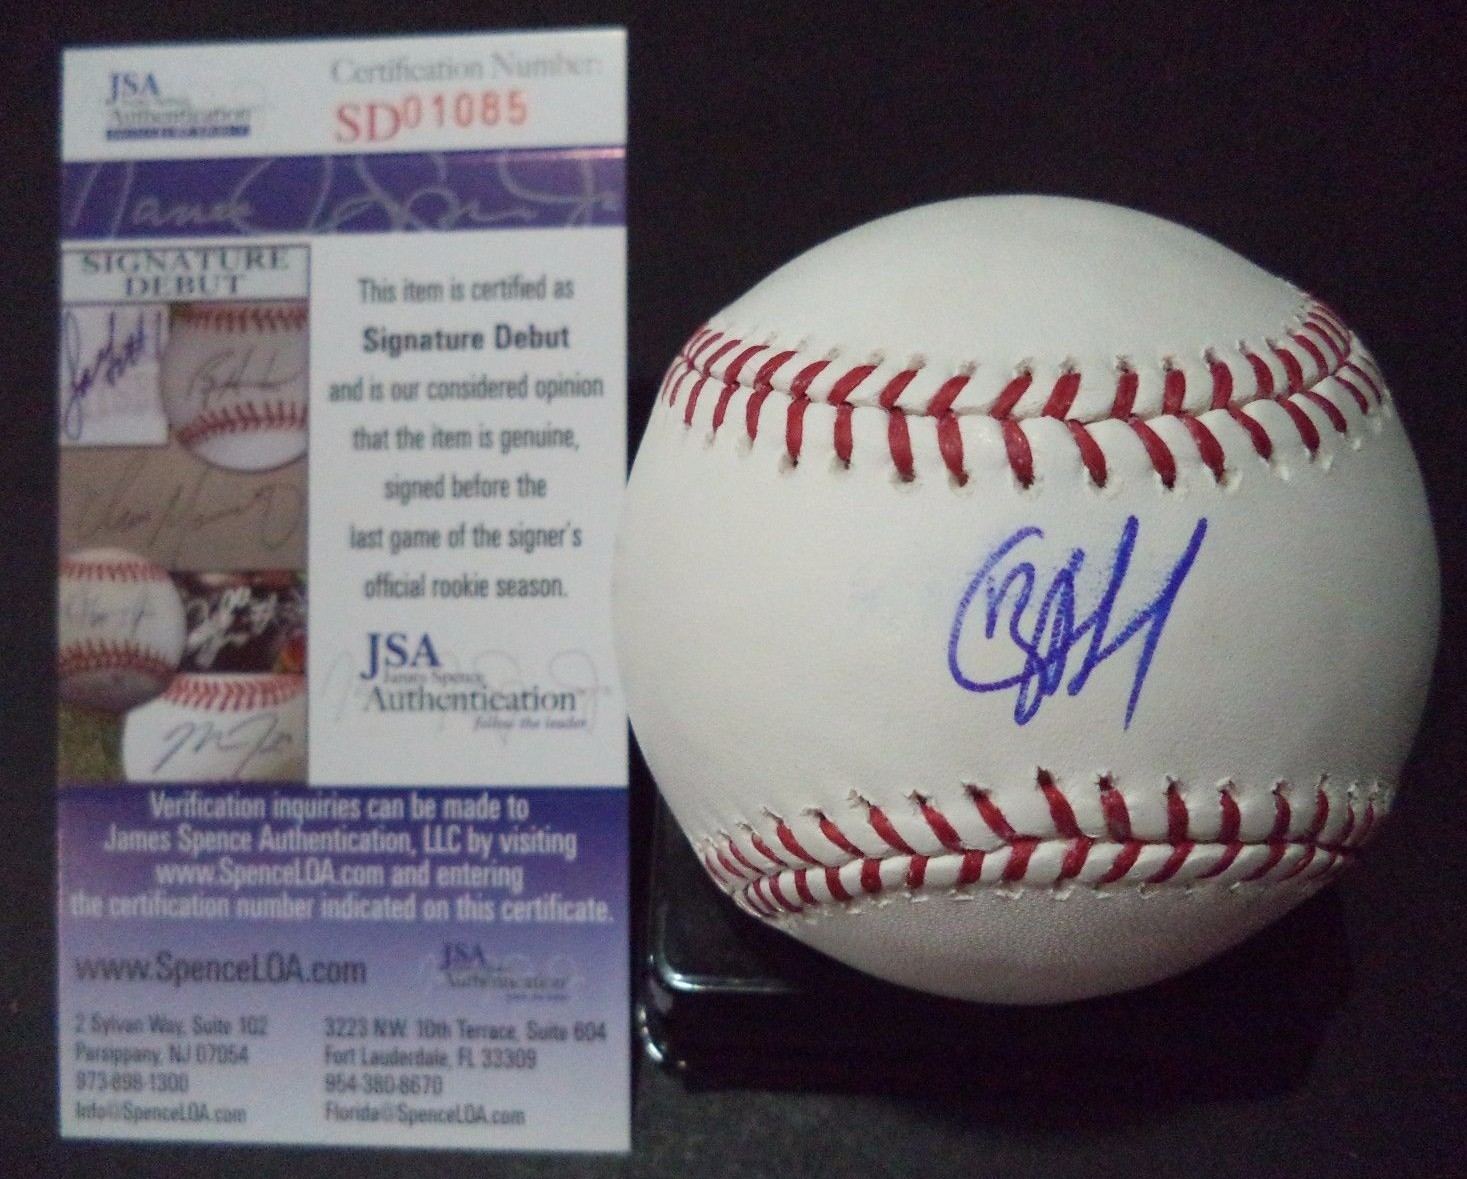 JSA
Authentication
Certification Number:
SD01085
SIGNATURE
DEBUT
This item is certified as
Signature Debut
and is our considered opinion
that the item is genuine,
signed before the
last game of the signer's
official rookie season.
JSA
James Spence
Authentication™
follow the leader
Verification inquiries can be made to
James Spence Authentication, LLC by visiting
www.SpenceLOA.com and entering
the certification number indicated on this certificate.
www.SpenceLOA.com
JSA
Authentication
2 Sylvan Way, Suite 102
Parsippany, NJ 07054
973-898-1300
Info@SpenceLOA.com
3223 NW 10th Terrace, Suite 604
Fort Lauderdale, FL 33309
954-380-8670
Florida@SpenceLOA.com